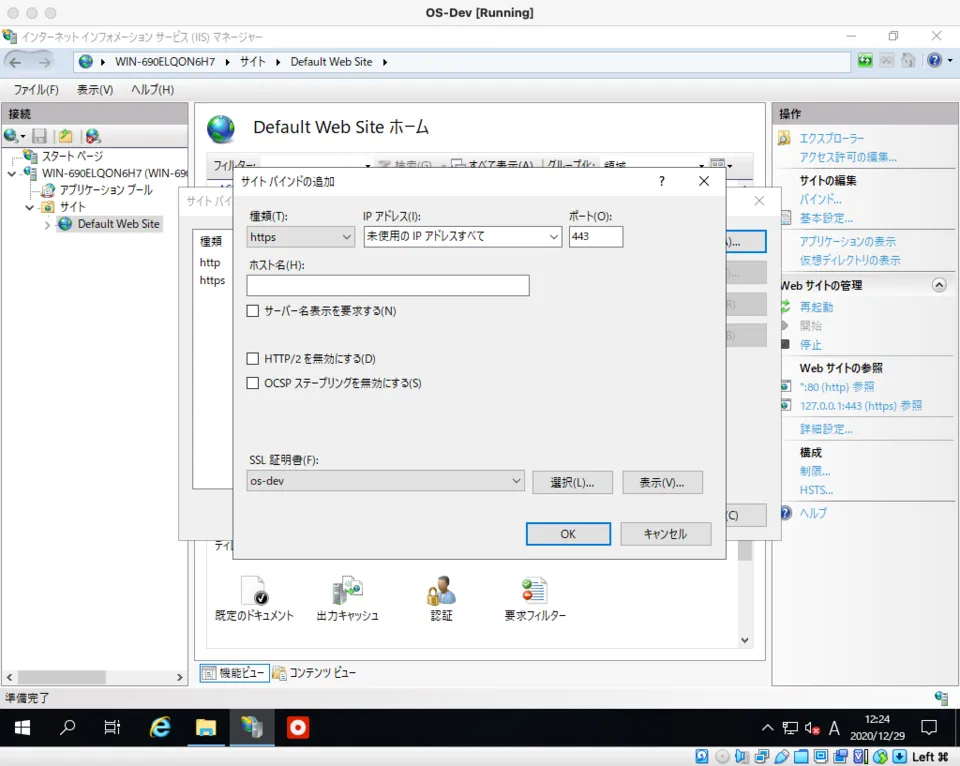 OS-Dev [Running]
インターネット インフォメーション サービス (IIS) マネージャー
WIN-690ELQON6H7 ▸ サイト ▸ Default Web Site ▸
ファイル(F) 表示(V) ヘルプ(H)
接続
スタート ページ
WIN-690ELQON6H7 (WIN-690
アプリケーション プール
サイト
Default Web Site
Default Web Site ホーム
フィルター: 検索(G) すべて表示(A) グループ化: 領域
サイト バイ
種類
http
https
サイト バインドの追加
?
種類(T): IP アドレス(I): ポート(O):
https 未使用の IP アドレスすべて 443
ホスト名(H):
サーバー名表示を要求する(N)
HTTP/2 を無効にする(D)
OCSP ステープリングを無効にする(S)
SSL 証明書(F):
os-dev 選択(L)... 表示(V)...
OK キャンセル
(C)
既定のドキュメント 出力キャッシュ 認証 要求フィルター
機能ビュー コンテンツ ビュー
操作
エクスプローラー
アクセス許可の編集...
サイトの編集
バインド...
基本設定...
アプリケーションの表示
仮想ディレクトリの表示
Web サイトの管理
再起動
開始
停止
Web サイトの参照
*:80 (http) 参照
127.0.0.1:443 (https) 参照
詳細設定...
構成
制限...
HSTS...
ヘルプ
準備完了
A
12:24
2020/12/29
Left ⌘